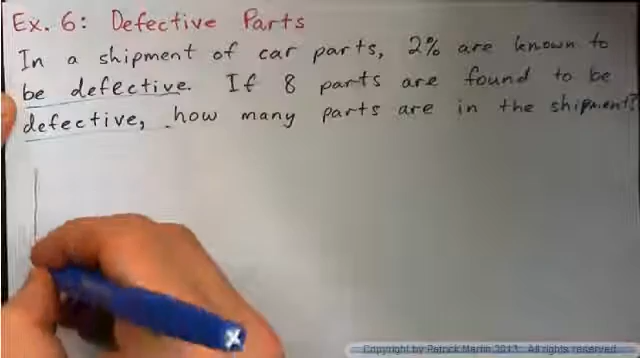 Ex. 6: Defective Parts
In a shipment of car parts, 2% are known to
be defective. If 8 parts are found to be
defective, how many parts are in the shipment?
Copyright by Patrick Martin 2013. All rights reserved.